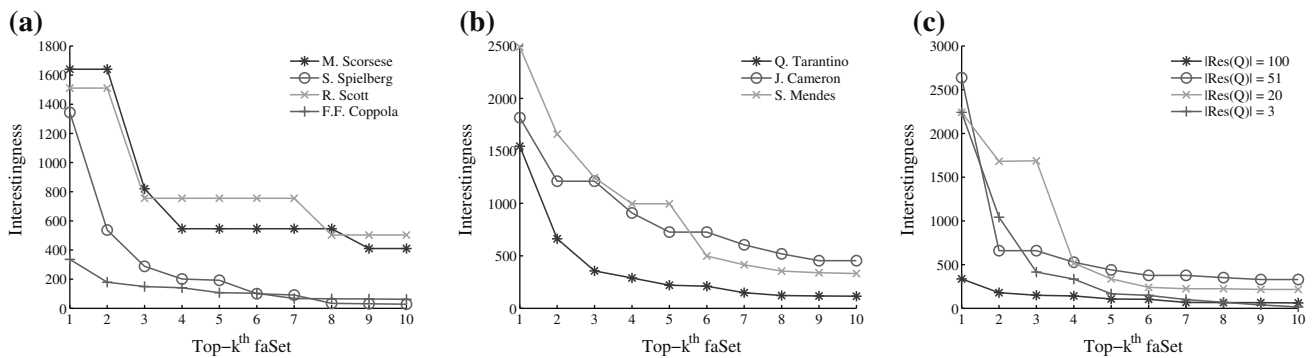 (a)
1800
1600
1400
1200
1000
800
600
400
200
0
Interestingness
1 2 3 4 5 6 7 8 9 10
Top−kth faSet
M. Scorsese
S. Spielberg
R. Scott
F.F. Coppola
(b)
2500
2000
1500
1000
500
0
Interestingness
1 2 3 4 5 6 7 8 9 10
Top−kth faSet
Q. Tarantino
J. Cameron
S. Mendes
(c)
3000
2500
2000
1500
1000
500
0
Interestingness
1 2 3 4 5 6 7 8 9 10
Top−kth faSet
|Res(Q)| = 100
|Res(Q)| = 51
|Res(Q)| = 20
|Res(Q)| = 3